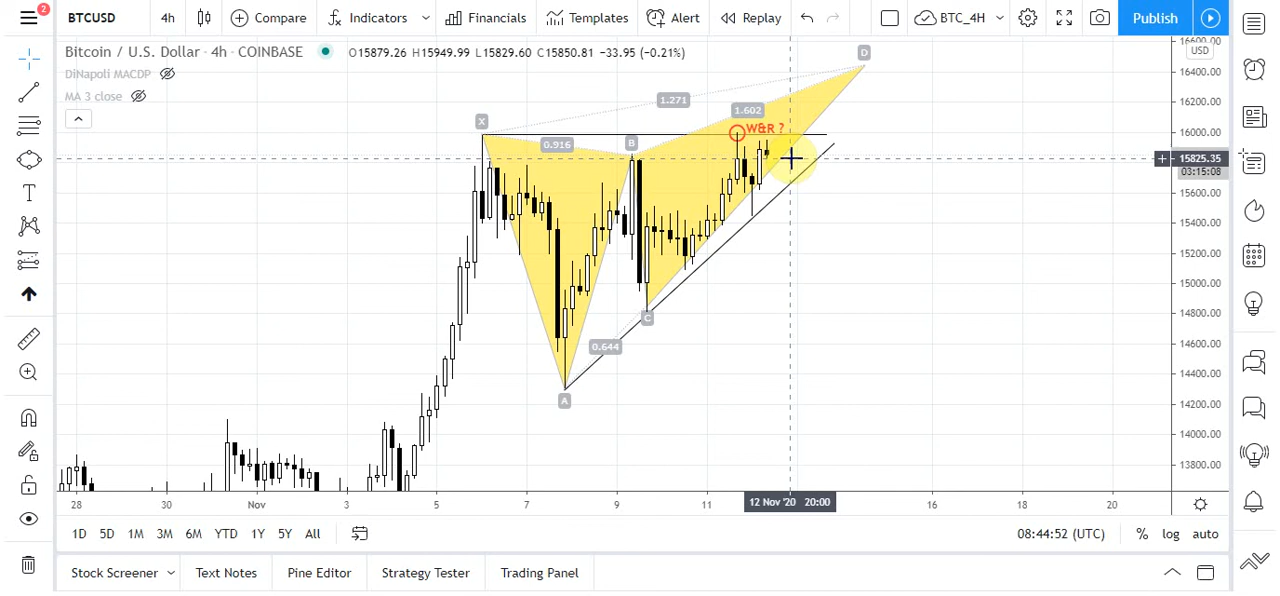 2
BTCUSD 4h Compare Indicators Financials Templates Alert Replay BTC_4H Publish
Bitcoin / U.S. Dollar · 4h · COINBASE O15879.26 H15949.99 L15829.60 C15850.81 −33.95 (−0.21%)
DiNapoli MACDP
MA 3 close
USD
16400.00
16200.00
16000.00
15825.35
03:15:08
15600.00
15400.00
15200.00
15000.00
14800.00
14600.00
14400.00
14200.00
14000.00
13800.00
D
1.271
1.602
X
W&R ?
B
0.916
C
0.644
A
28 30 Nov 3 5 7 9 11 12 Nov '20 20:00 16 18 20
1D 5D 1M 3M 6M YTD 1Y 5Y All 08:44:52 (UTC) % log auto
Stock Screener Text Notes Pine Editor Strategy Tester Trading Panel